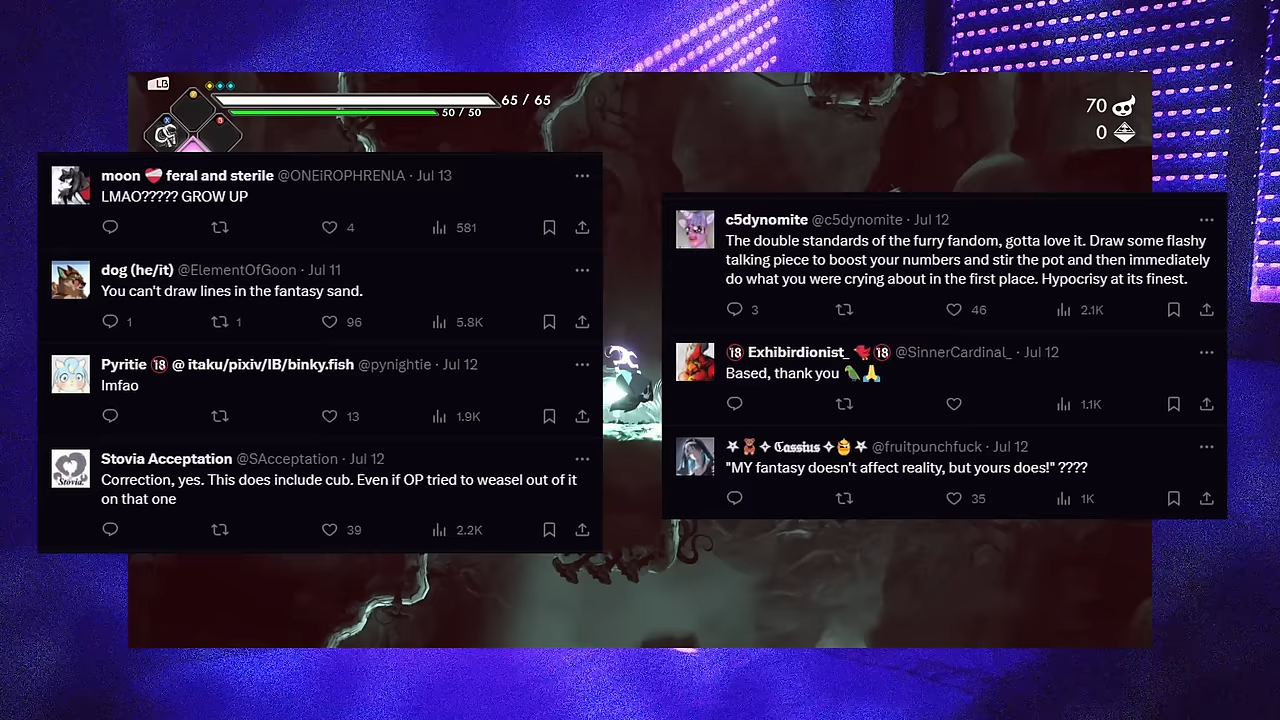 LB
65 / 65
50 / 50
70
0
moon 💔 feral and sterile @ONEiROPHRENlA · Jul 13
LMAO????? GROW UP
4 581
dog (he/it) @ElementOfGoon · Jul 11
You can't draw lines in the fantasy sand.
1 1 96 5.8K
Pyritie 🔞 @ itaku/pixiv/IB/binky.fish @pynightie · Jul 12
lmfao
13 1.9K
Stovia Acceptation @SAcceptation · Jul 12
Correction, yes. This does include cub. Even if OP tried to weasel out of it
on that one
39 2.2K
c5dynomite @c5dynomite · Jul 12
The double standards of the furry fandom, gotta love it. Draw some flashy
talking piece to boost your numbers and stir the pot and then immediately
do what you were crying about in the first place. Hypocrisy at its finest.
3 46 2.1K
🔞 Exhibirdionist_ 🐦🔞 @SinnerCardinal_ · Jul 12
Based, thank you 🦜🙏
1.1K
⛧🧸✧ 𝕮𝖆𝖘𝖘𝖎𝖚𝖘 ✧🍯⛧ @fruitpunchfuck · Jul 12
"MY fantasy doesn't affect reality, but yours does!" ????
35 1K